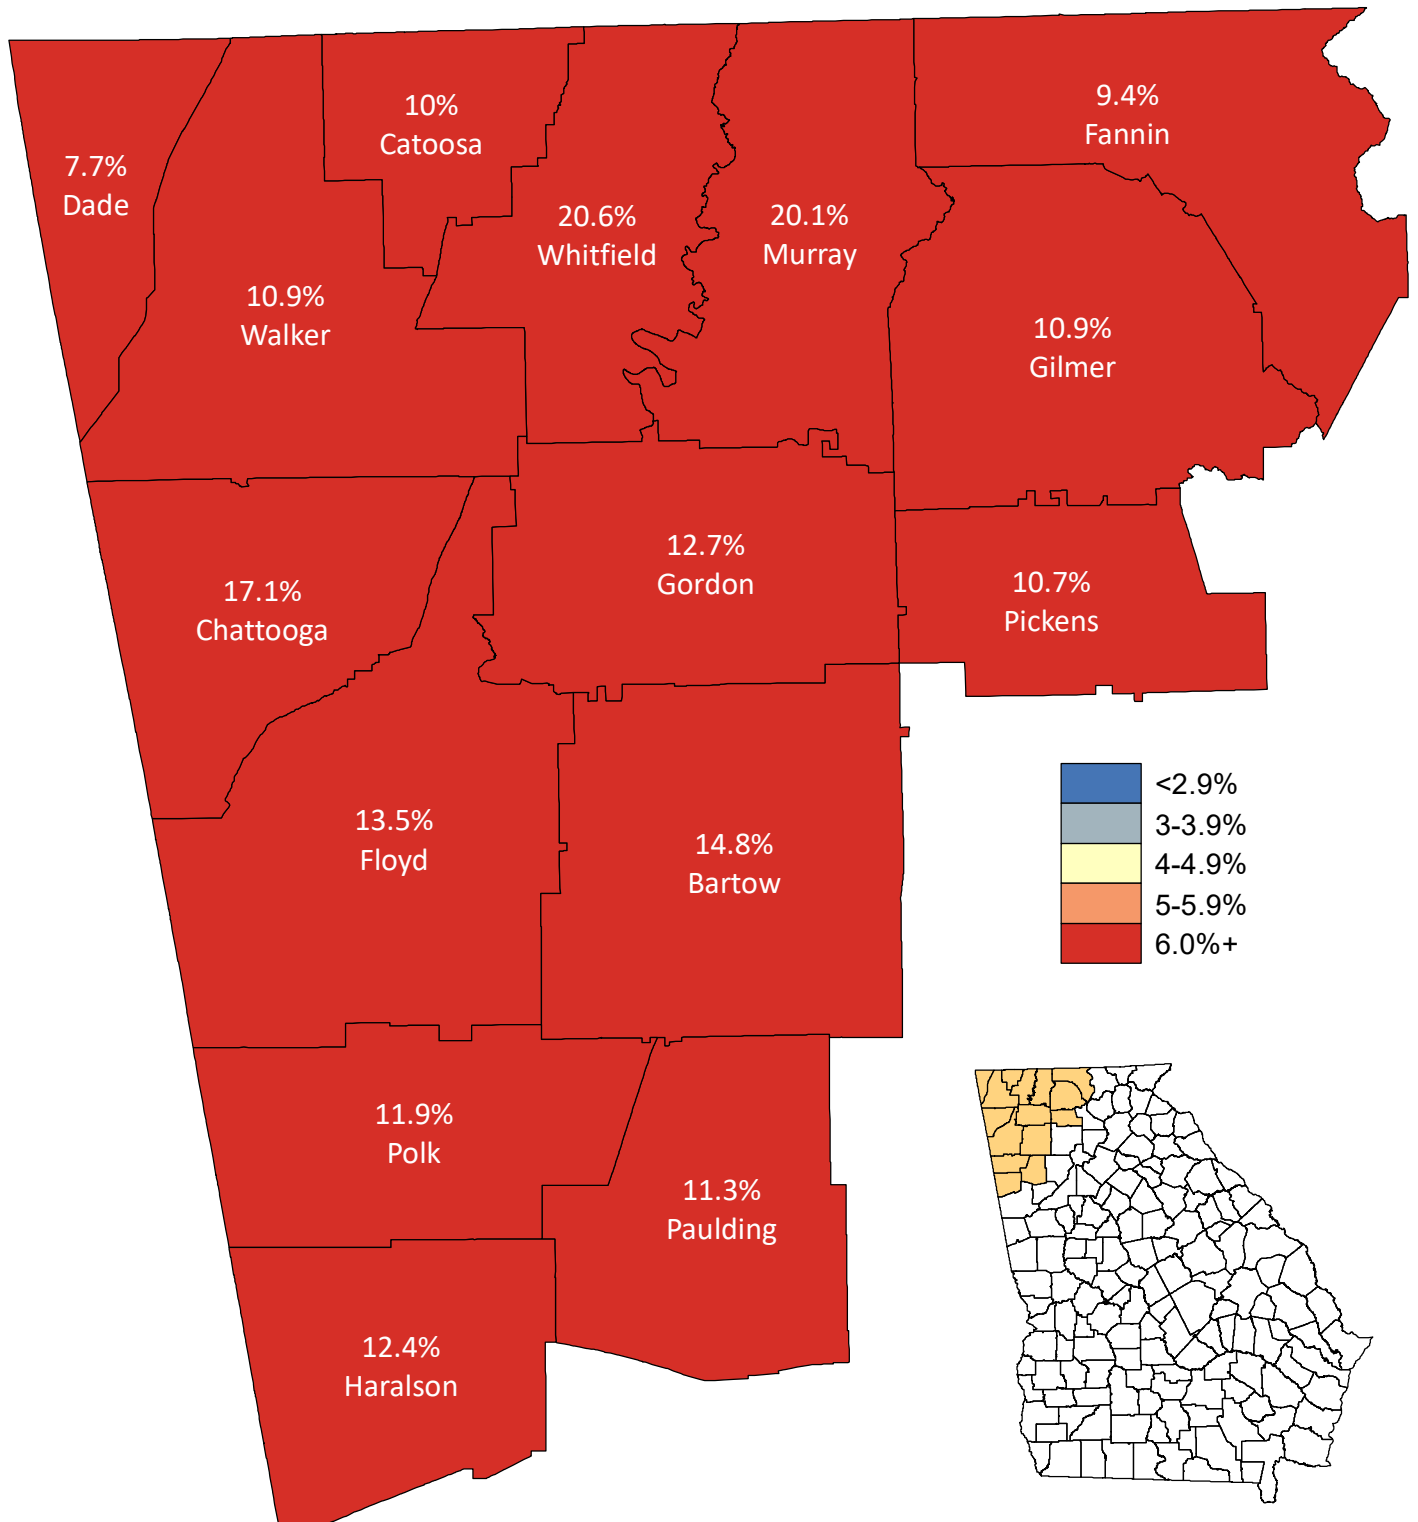 9.4%
Fannin
10%
Catoosa
7.7%
Dade
20.6%
Whitfield
20.1%
Murray
10.9%
Walker
10.9%
Gilmer
12.7%
Gordon
17.1%
Chattooga
10.7%
Pickens
13.5%
Floyd
14.8%
Bartow
<2.9%
3-3.9%
4-4.9%
5-5.9%
6.0%+
11.9%
Polk
11.3%
Paulding
12.4%
Haralson